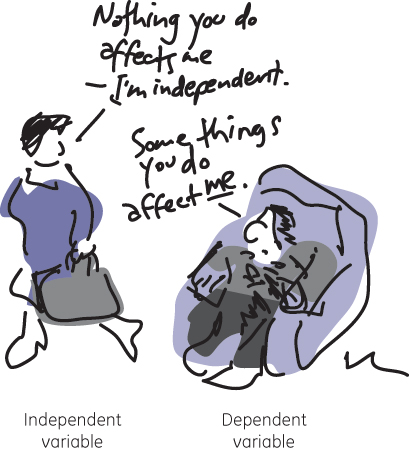 Nothing you do
affects me
– I'm independent.
Some things
you do
affect me.
Independent
variable
Dependent
variable